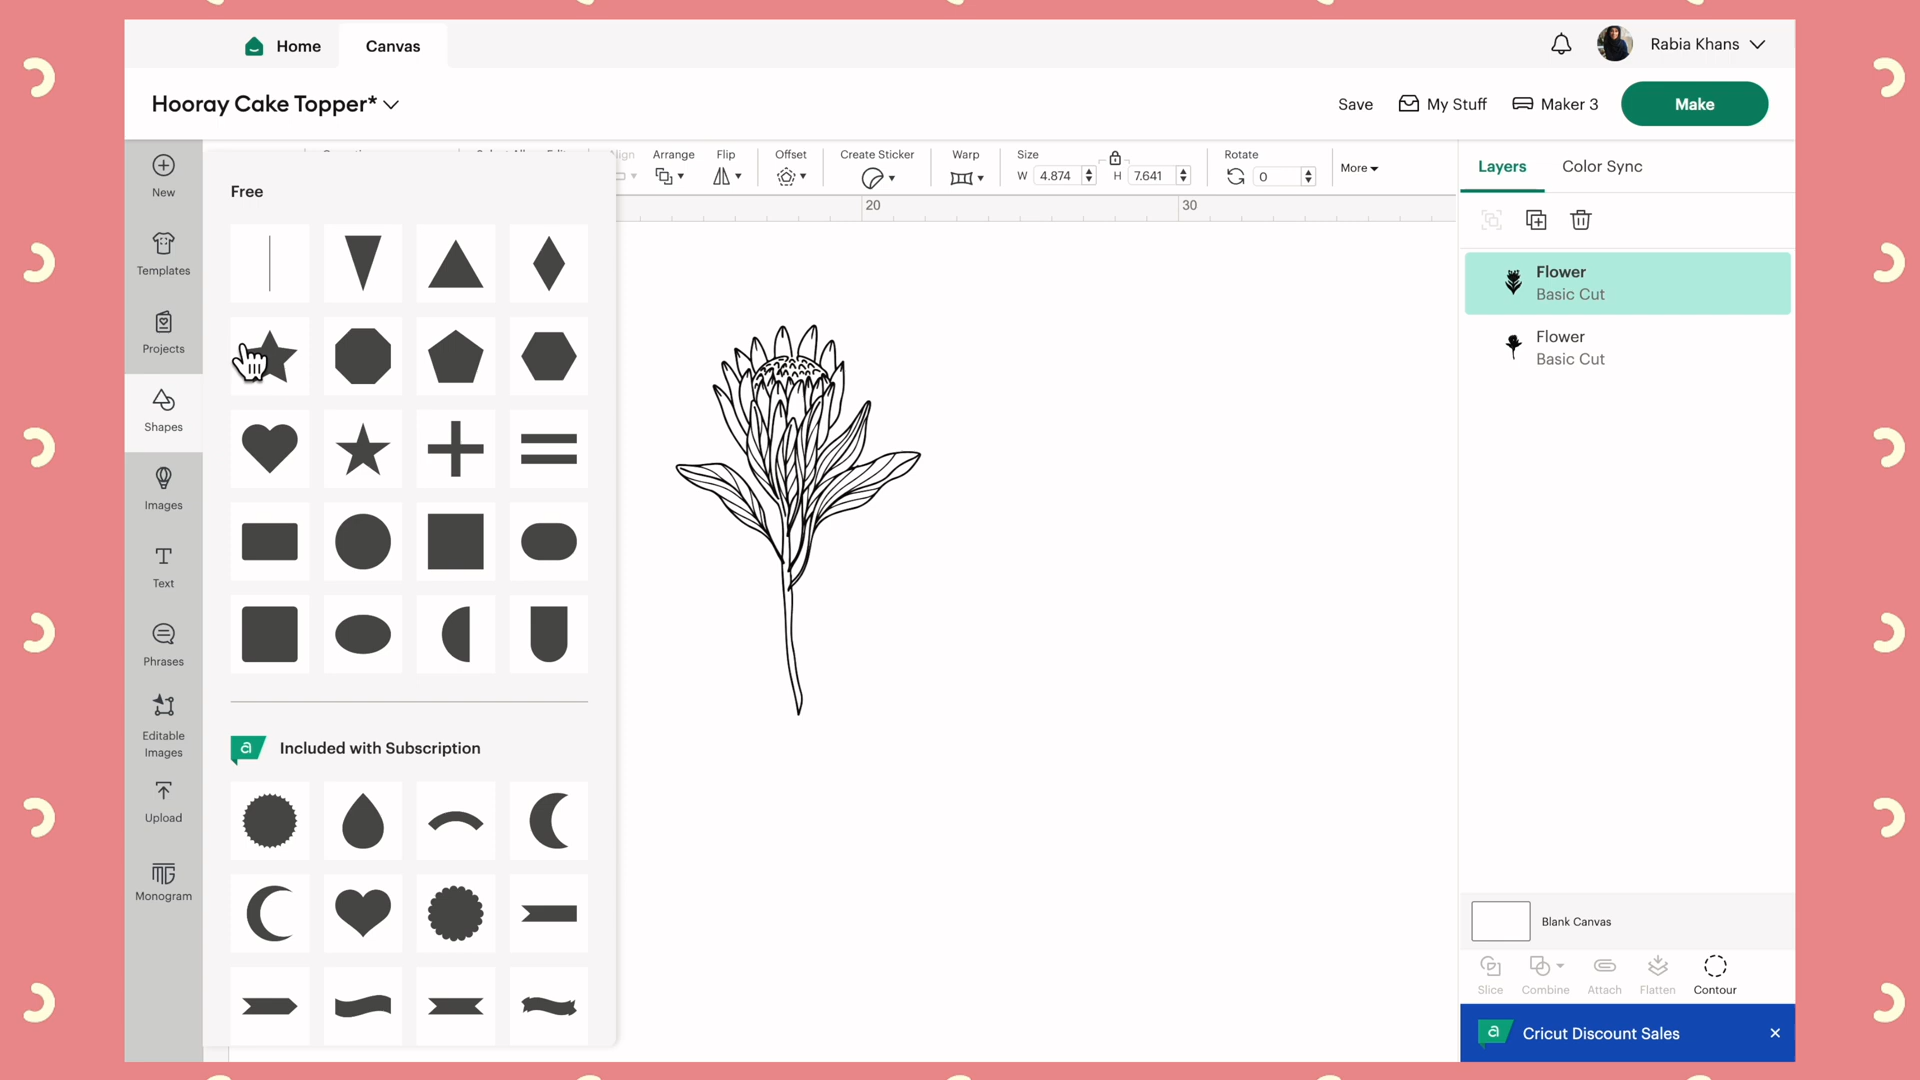 Home
Canvas
Rabia Khans
Hooray Cake Topper*
Save
My Stuff
Maker 3
Make
Arrange
Flip
Offset
Create Sticker
Warp
Size
W 4.874
H 7.641
Rotate
0
More
20
30
New
Templates
Projects
Shapes
Images
Text
Phrases
Editable
Images
Upload
Monogram
Free
a Included with Subscription
Layers
Color Sync
Flower
Basic Cut
Flower
Basic Cut
Blank Canvas
Slice
Combine
Attach
Flatten
Contour
a Cricut Discount Sales